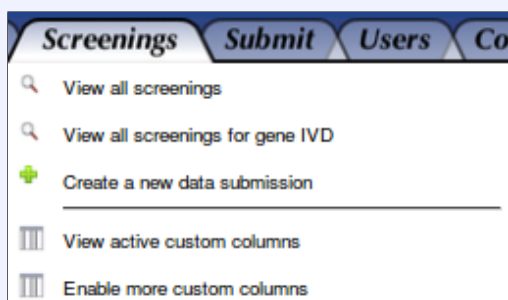 Screenings Submit Users Co
View all screenings
View all screenings for gene IVD
Create a new data submission
View active custom columns
Enable more custom columns